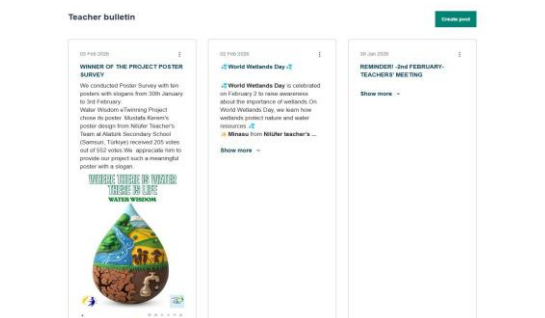 Teacher bulletin
Create post
03 Feb 2026
WINNER OF THE PROJECT POSTER
SURVEY
We conducted Poster Survey with ten
posters with slogans from 30th January
to 3rd February.
Water Wisdom eTwinning Project
chose its poster. Mustafa Kerem's
poster design from Nilüfer Teacher's
Team at Atatürk Secondary School
(Samsun, Türkiye) received 205 votes
out of 552 votes.We appreciate him to
provide our project such a meaningful
poster with a slogan.
WHERE THERE IS WATER
THERE IS LIFE
WATER WISDOM
02 Feb 2026
💦World Wetlands Day 💦
💦World Wetlands Day is celebrated
on February 2 to raise awareness
about the importance of wetlands.On
World Wetlands Day, we learn how
wetlands protect nature and water
resources 💦
Minasu from Nilüfer teacher's ...
Show more
30 Jan 2026
REMINDER! -2nd FEBRUARY-
TEACHERS' MEETING
Show more